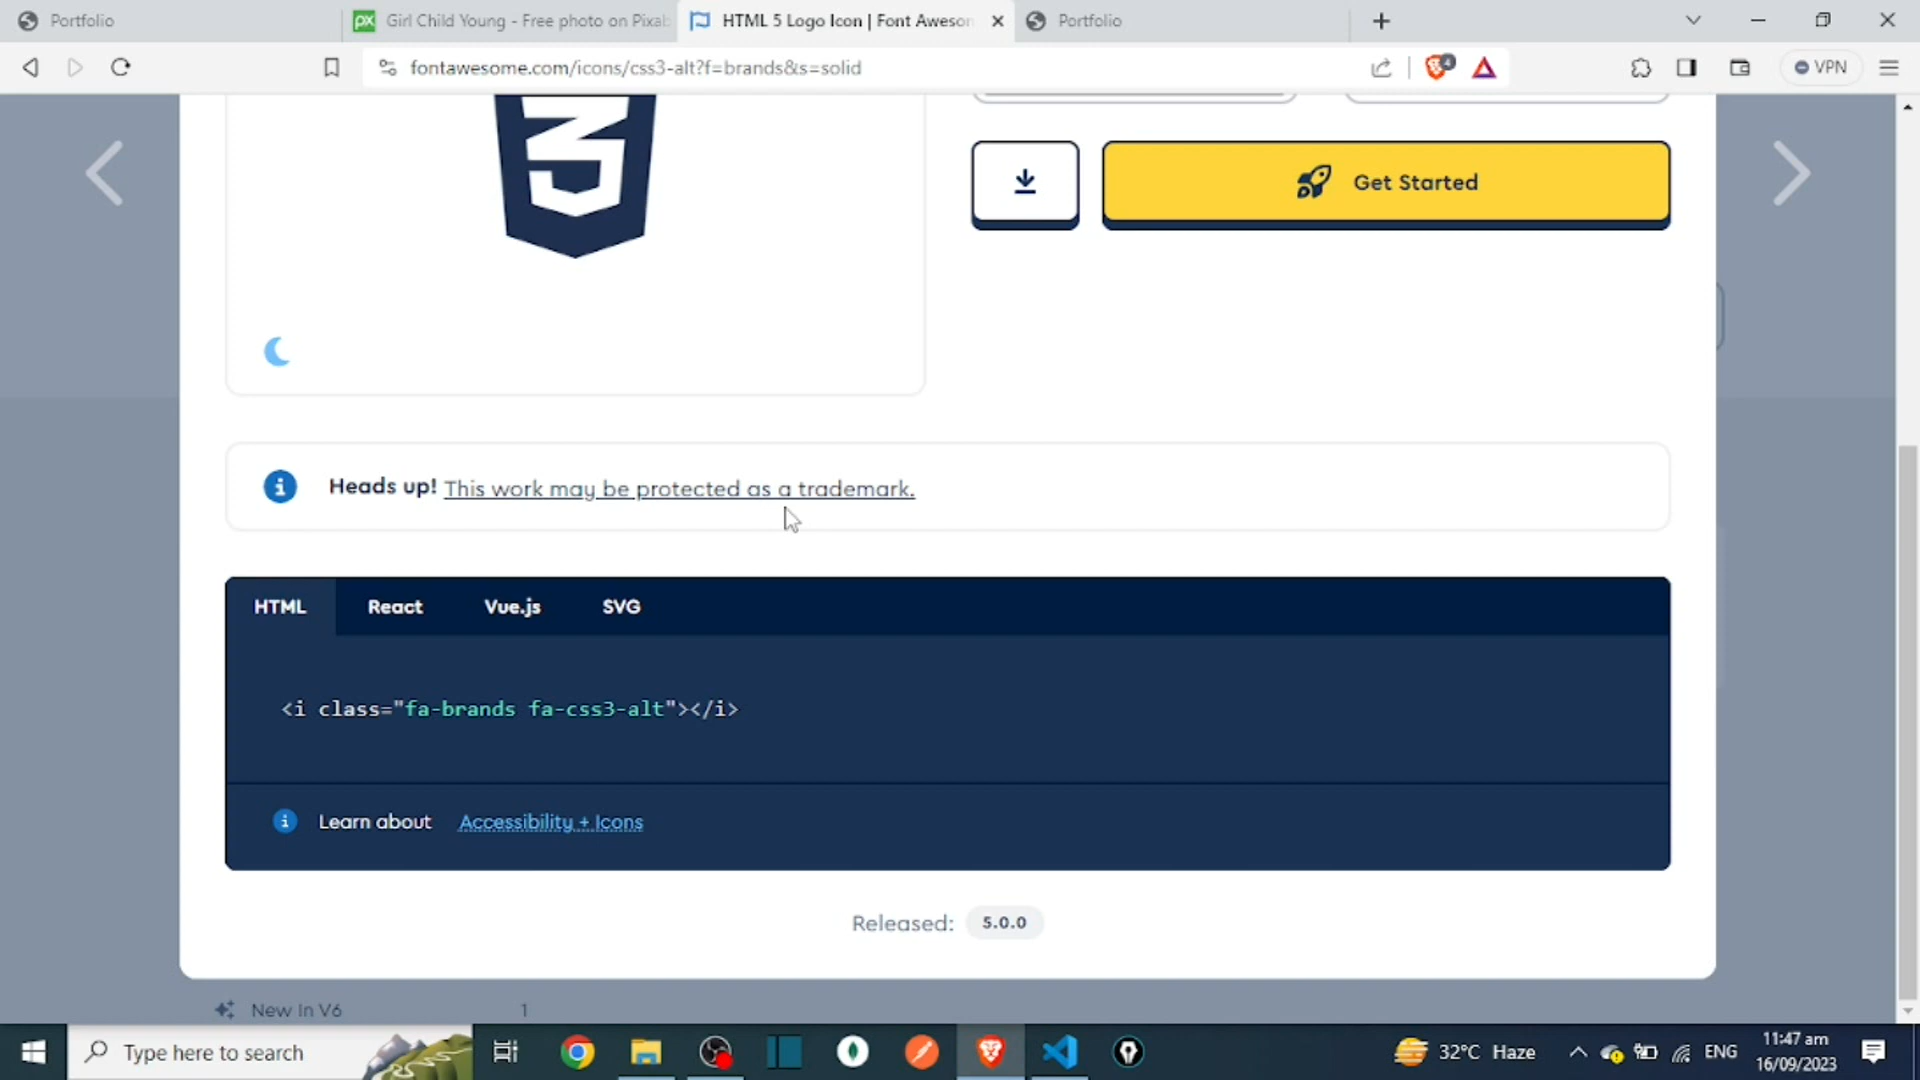 Portfolio
Girl Child Young - Free photo on Pixab
HTML 5 Logo Icon | Font Aweson
Portfolio
fontawesome.com/icons/css3-alt?f=brands&s=solid
4
VPN
Get Started
Heads up! This work may be protected as a trademark.
HTML
React
Vue.js
SVG
<i class="fa-brands fa-css3-alt"></i>
Learn about Accessibility + Icons
Released: 5.0.0
New In V6
1
Type here to search
32°C Haze
ENG
11:47 am
16/09/2023